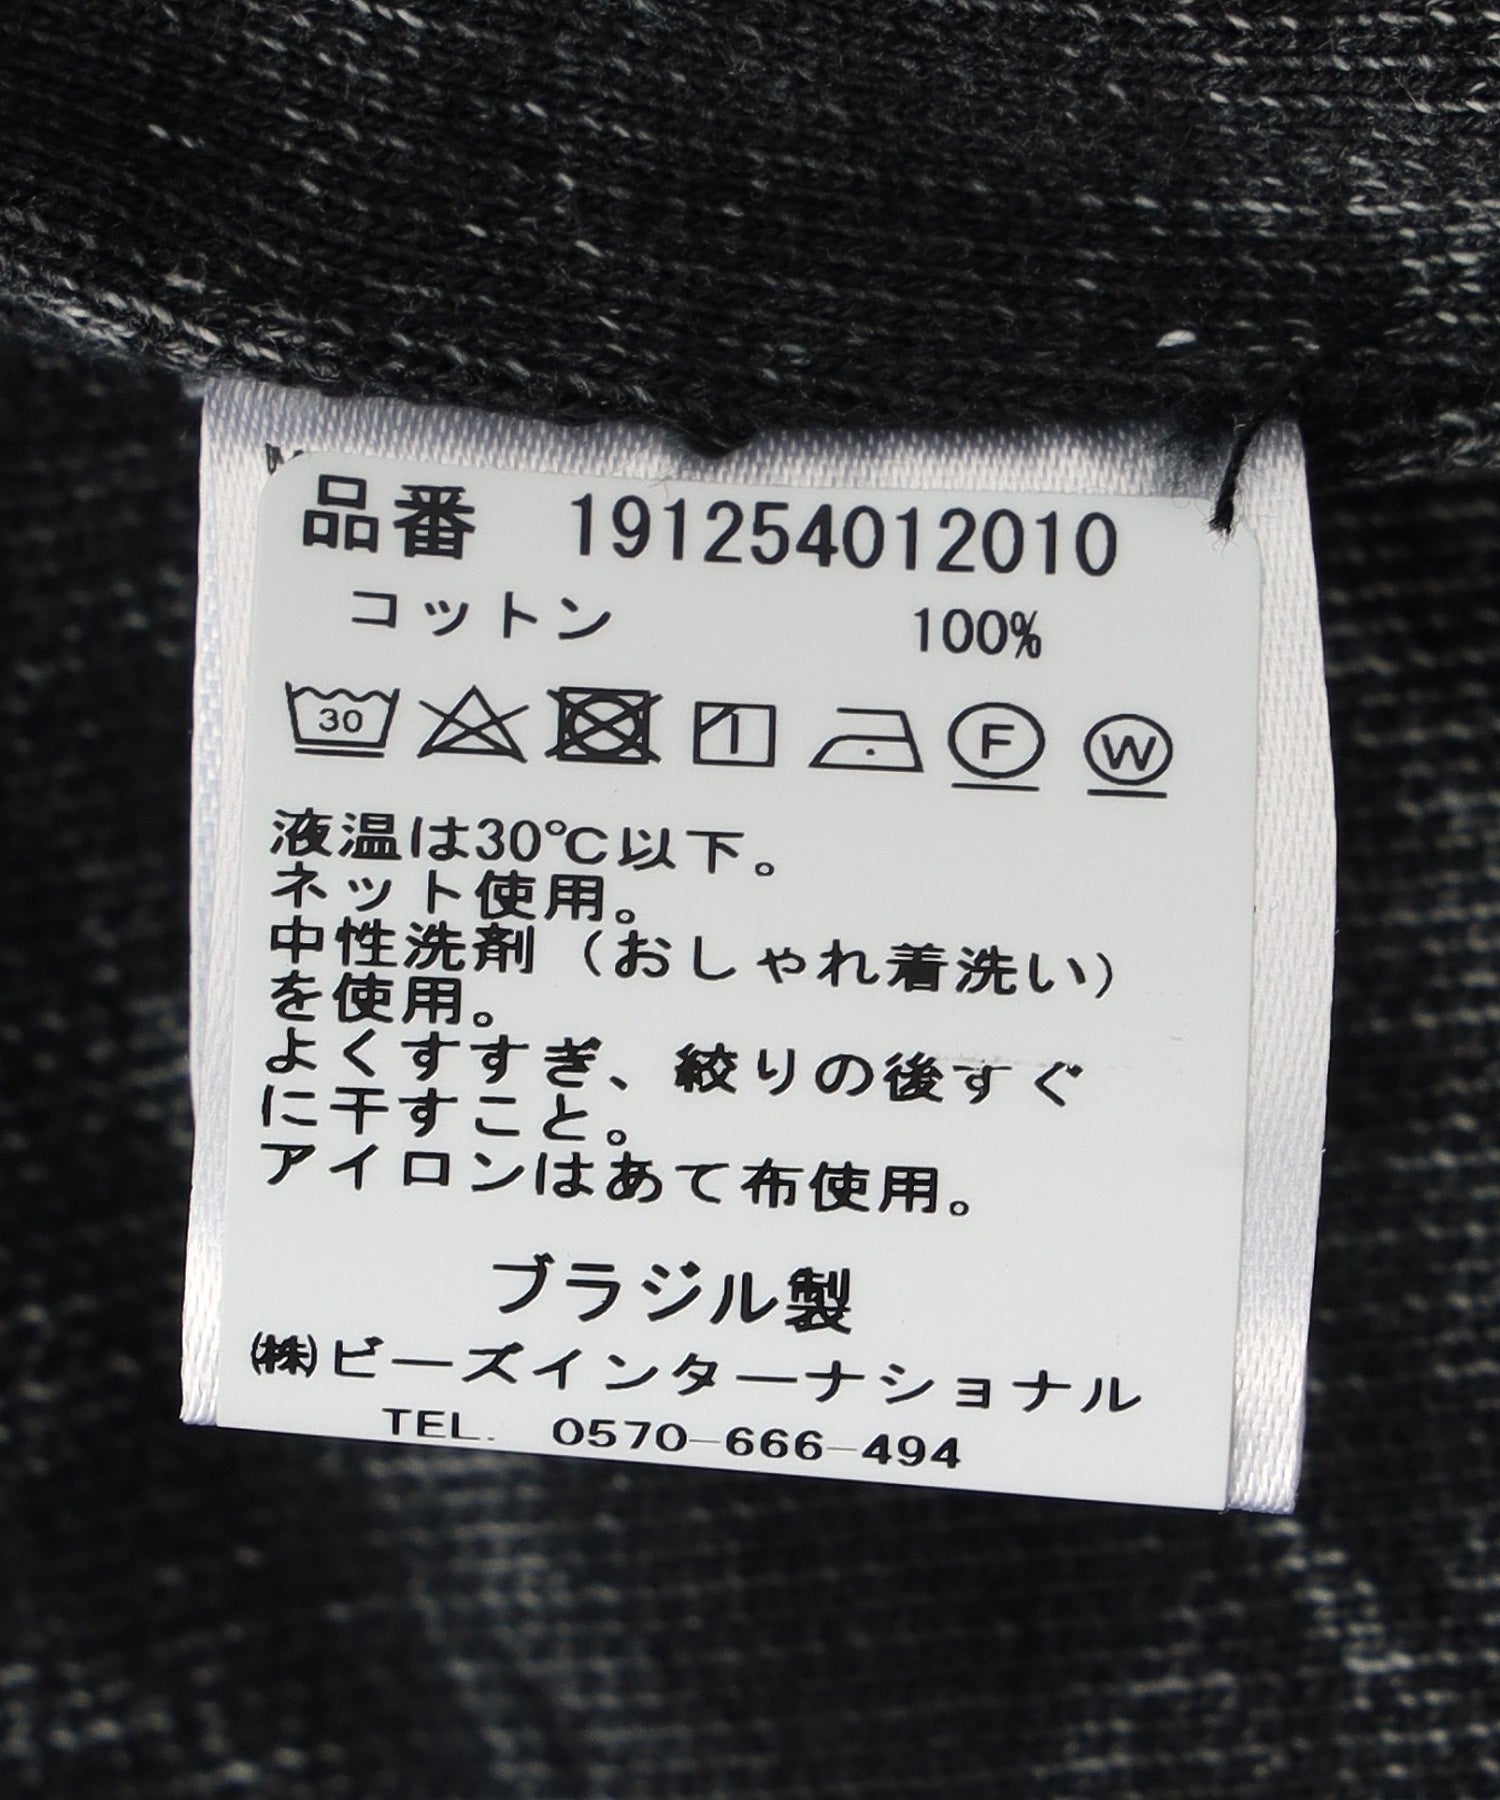 品番 191254012010
コットン 100%
30 F W
液温は30℃以下。
ネット使用。
中性洗剤（おしゃれ着洗い）
を使用。
よくすすぎ、絞りの後すぐ
に干すこと。
アイロンはあて布使用。
ブラジル製
㈱ビーズインターナショナル
TEL. 0570-666-494